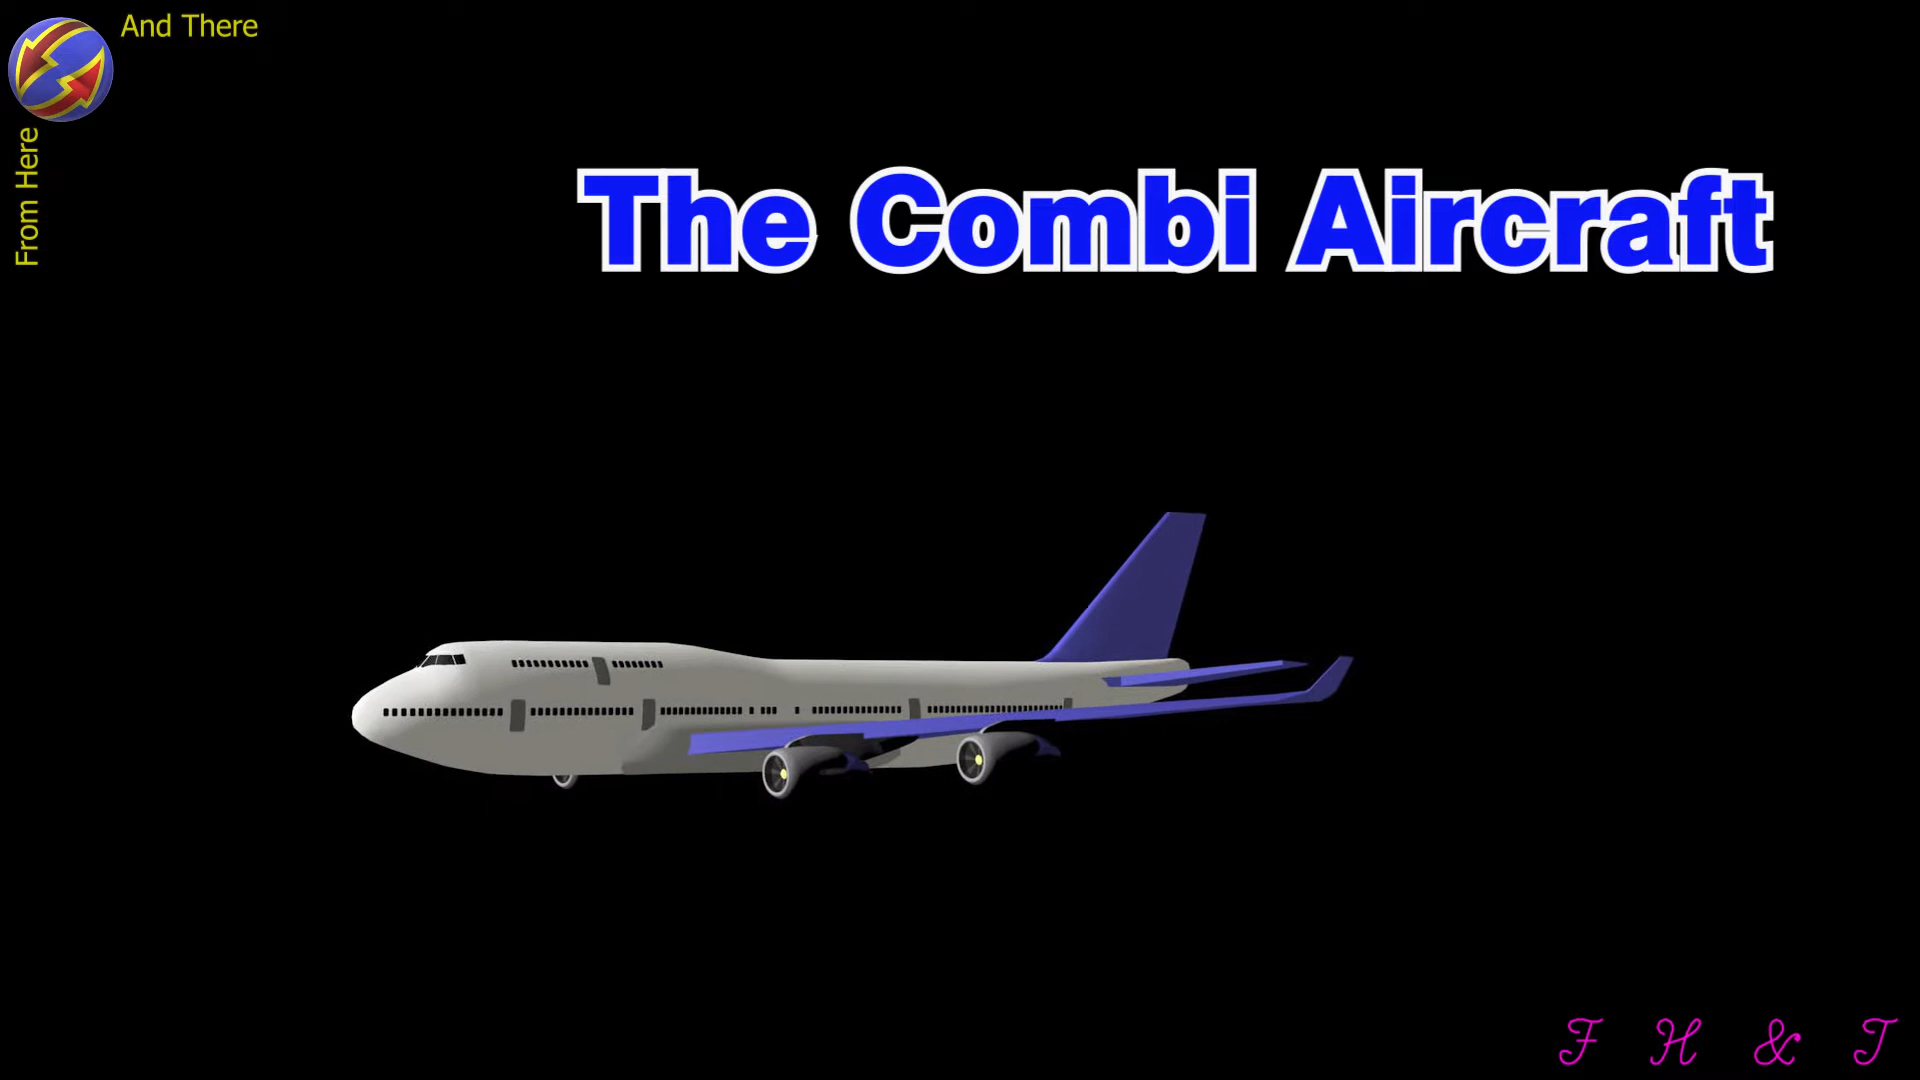 And There
From Here
The Combi Aircraft
F H & T